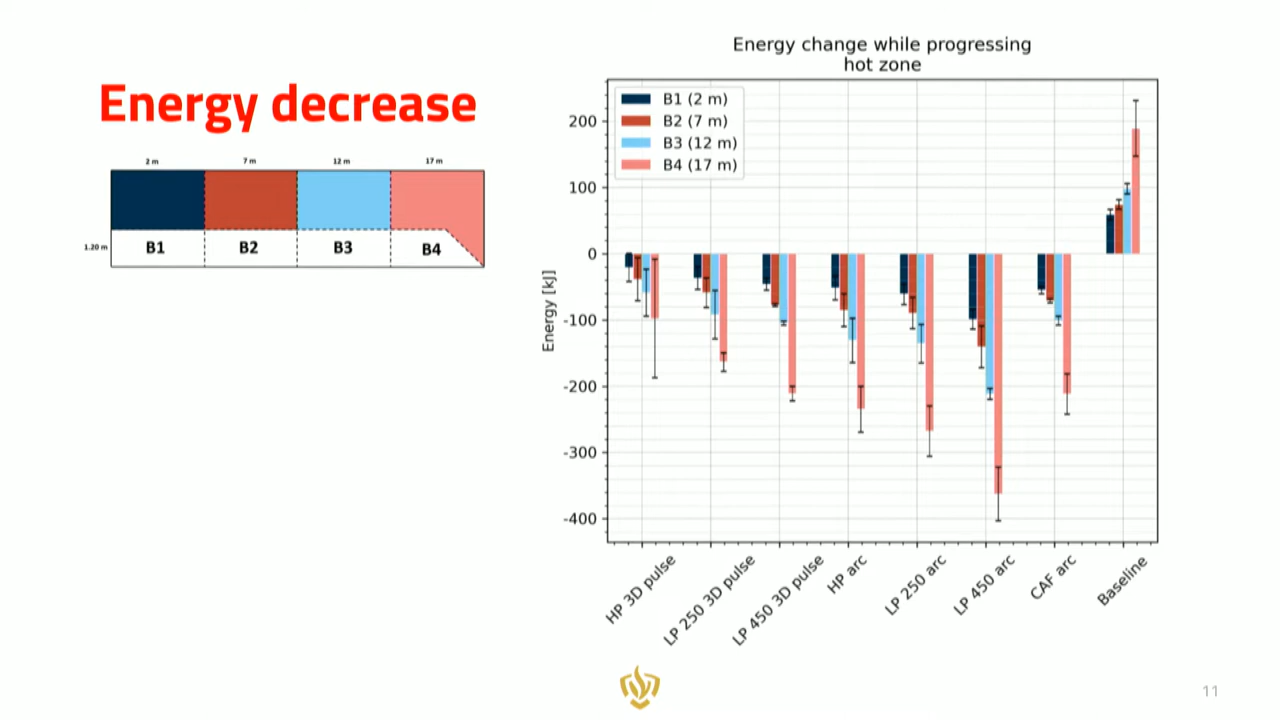 Energy decrease
2 m
7 m
12 m
17 m
1.20 m
B1
B2
B3
B4
Energy change while progressing
hot zone
B1 (2 m)
B2 (7 m)
B3 (12 m)
B4 (17 m)
Energy [kJ]
200
100
0
-100
-200
-300
-400
HP 3D pulse
LP 250 3D pulse
LP 450 3D pulse
HP arc
LP 250 arc
LP 450 arc
CAF arc
Baseline
11